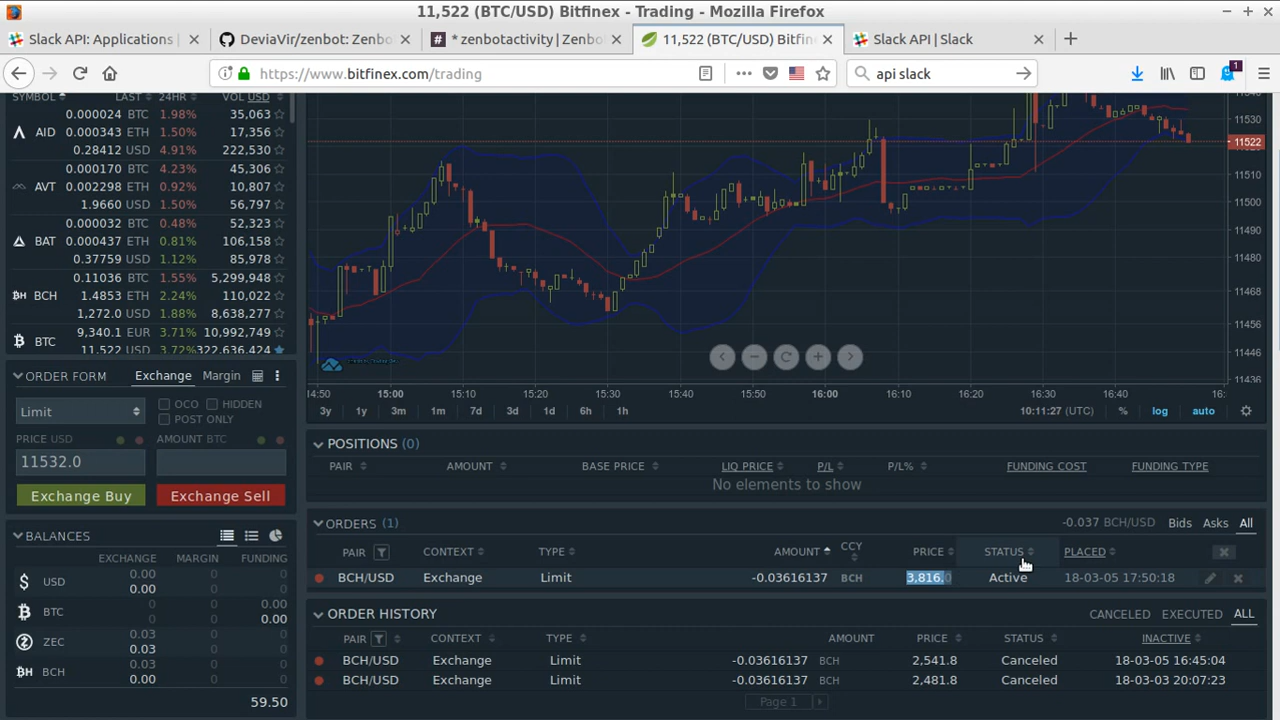 11,522 (BTC/USD) Bitfinex - Trading - Mozilla Firefox
Slack API: Applications
DeviaVir/zenbot: Zenbo
* zenbotactivity | Zenbo
11,522 (BTC/USD) Bitfin
Slack API | Slack
https://www.bitfinex.com/trading
api slack
1
SYMBOL LAST 24HR VOL USD
0.000024 BTC 1.98% 35,063
AID 0.000343 ETH 1.50% 17,356
0.28412 USD 4.91% 222,530
0.000170 BTC 4.23% 45,306
AVT 0.002298 ETH 0.92% 10,807
1.9660 USD 1.50% 56,797
0.000032 BTC 0.48% 52,323
BAT 0.000437 ETH 0.81% 106,158
0.37759 USD 1.12% 85,978
0.11036 BTC 1.55% 5,299,948
BCH 1.4853 ETH 2.24% 110,022
1,272.0 USD 1.88% 8,638,277
9,340.1 EUR 3.71% 10,992,749
BTC 11,522 USD 3.72% 322,636,424
11530
11522
11510
11500
11490
11480
11468
11456
11446
11436
14:50 15:00 15:10 15:20 15:30 15:40 15:50 16:00 16:10 16:20 16:30 16:40 16:
3y 1y 3m 1m 7d 3d 1d 6h 1h 10:11:27 (UTC) % log auto
ORDER FORM Exchange Margin
Limit
OCO HIDDEN
POST ONLY
PRICE USD AMOUNT BTC
11532.0
Exchange Buy Exchange Sell
BALANCES
EXCHANGE MARGIN FUNDING
USD 0.00 0
0.00 0
BTC 0 0 0.00
0 0 0.00
ZEC 0.03 0 0
0.03 0 0
BCH 0.03 0 0
0.00 0 0
59.50
POSITIONS (0)
PAIR AMOUNT BASE PRICE LIQ PRICE P/L P/L% FUNDING COST FUNDING TYPE
No elements to show
ORDERS (1) -0.037 BCH/USD Bids Asks All
PAIR CONTEXT TYPE AMOUNT CCY PRICE STATUS PLACED
BCH/USD Exchange Limit -0.03616137 BCH 3,816.0 Active 18-03-05 17:50:18
ORDER HISTORY CANCELED EXECUTED ALL
PAIR CONTEXT TYPE AMOUNT PRICE STATUS INACTIVE
BCH/USD Exchange Limit -0.03616137 BCH 2,541.8 Canceled 18-03-05 16:45:04
BCH/USD Exchange Limit -0.03616137 BCH 2,481.8 Canceled 18-03-03 20:07:23
Page 1